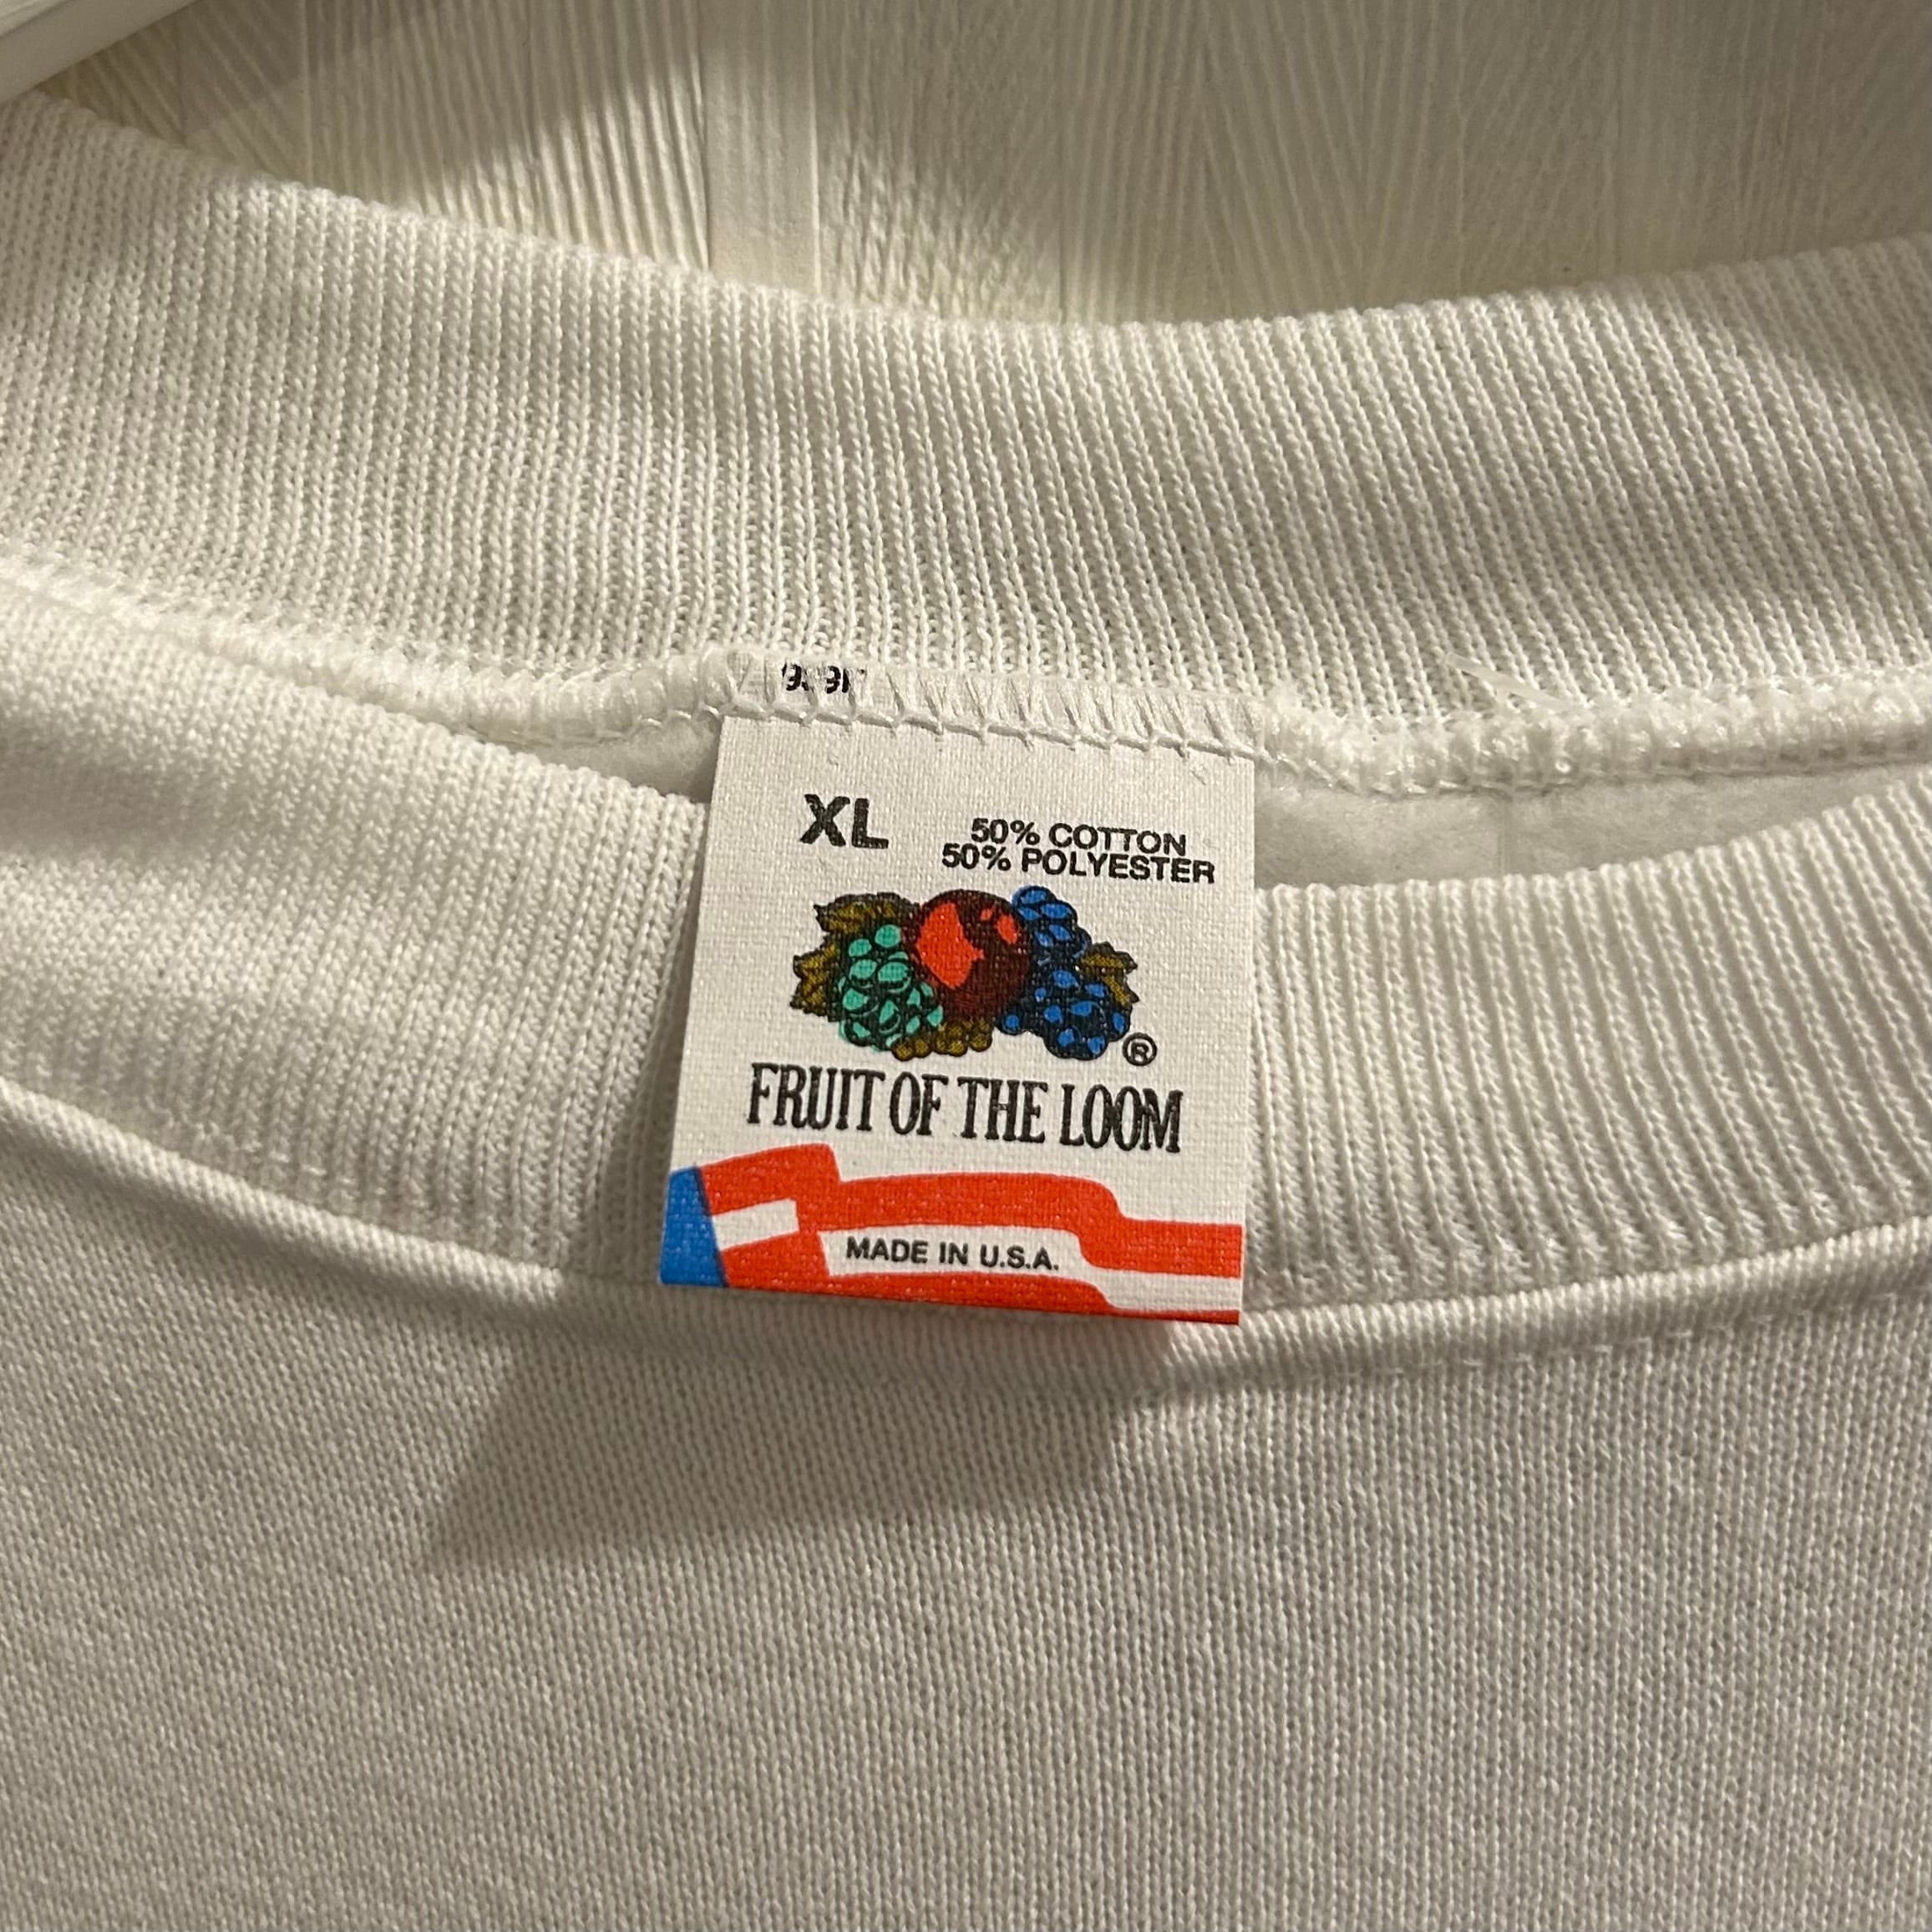 XL
50% COTTON
50% POLYESTER
®
FRUIT OF THE LOOM
MADE IN U.S.A.